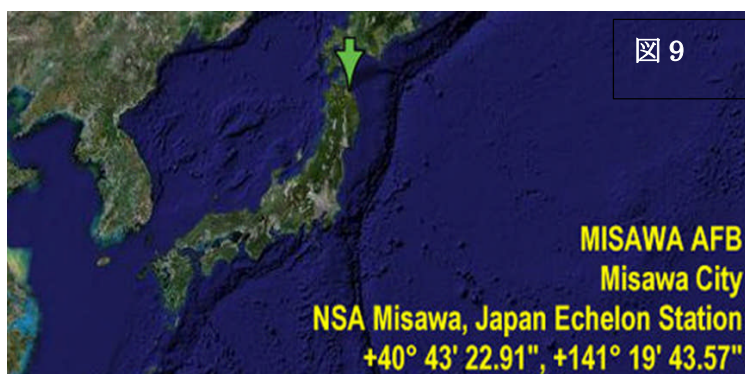 図９
MISAWA AFB
Misawa City
NSA Misawa, Japan Echelon Station
+40° 43' 22.91", +141° 19' 43.57"